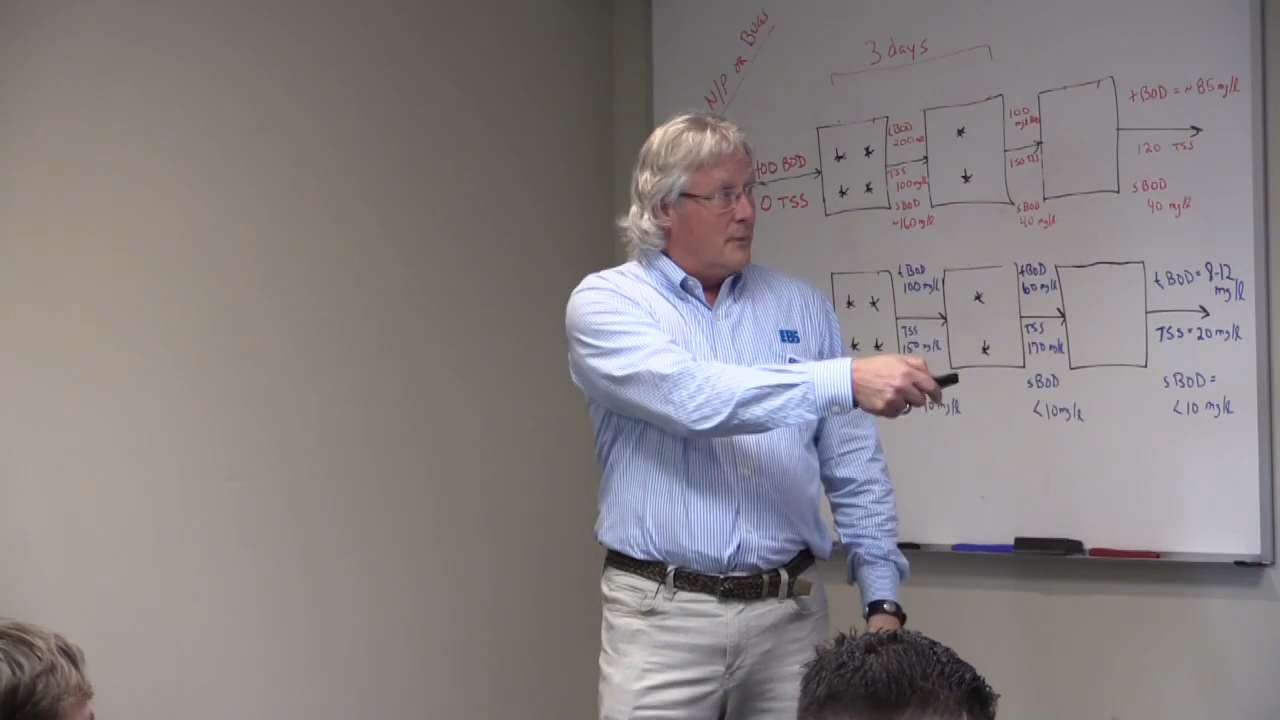 N/P or BUGS
3 days
400 BOD
0 TSS
tBOD
200 mg/l
TSS
100 mg/l
sBOD
~160 mg/l
100
mg/l BOD
150 TSS
sBOD
40 mg/l
tBOD = ~85 mg/l
120 TSS
sBOD
40 mg/l
tBOD
100 mg/l
TSS
150 mg/l
10 mg/l
tBOD
60 mg/l
TSS
170 mg/l
sBOD
<10 mg/l
tBOD = 8-12
mg/l
TSS = 20 mg/l
sBOD =
<10 mg/l
EBS